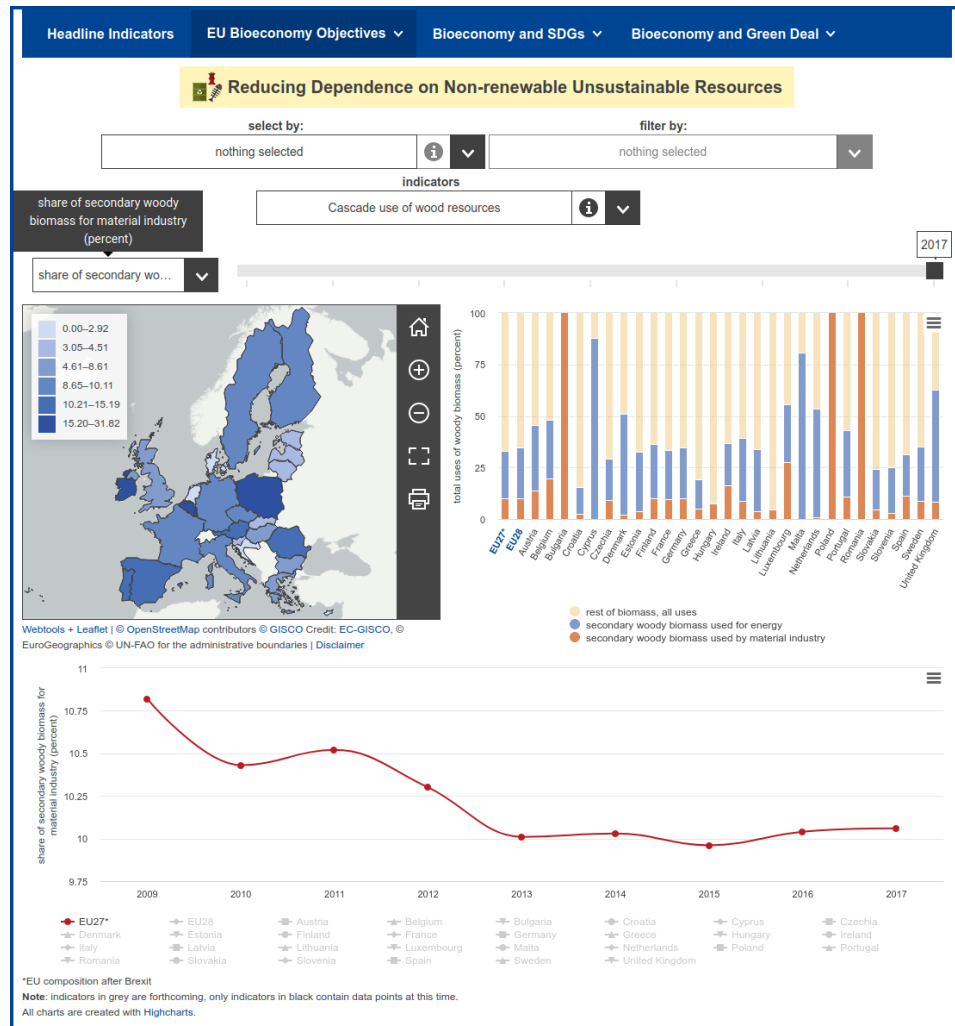 Headline Indicators EU Bioeconomy Objectives Bioeconomy and SDGs Bioeconomy and Green Deal
Reducing Dependence on Non-renewable Unsustainable Resources
select by: filter by:
nothing selected nothing selected
indicators
Cascade use of wood resources
share of secondary woody
biomass for material industry
(percent)
2017
share of secondary wo...
0.00–2.92
3.05–4.51
4.61–8.61
8.65–10.11
10.21–15.19
15.20–31.82
Webtools + Leaflet | © OpenStreetMap contributors © GISCO Credit: EC-GISCO, ©
EuroGeographics © UN-FAO for the administrative boundaries | Disclaimer
total uses of woody biomass (percent)
100
75
50
25
0
EU27*
EU28
Austria
Belgium
Bulgaria
Croatia
Cyprus
Czechia
Denmark
Estonia
Finland
France
Germany
Greece
Hungary
Ireland
Italy
Latvia
Lithuania
Luxembourg
Malta
Netherlands
Poland
Portugal
Romania
Slovakia
Slovenia
Spain
Sweden
United Kingdom
rest of biomass, all uses
secondary woody biomass used for energy
secondary woody biomass used by material industry
share of secondary woody biomass for
material industry (percent)
11
10.75
10.5
10.25
10
9.75
2009 2010 2011 2012 2013 2014 2015 2016 2017
EU27* EU28 Austria Belgium Bulgaria Croatia Cyprus Czechia
Denmark Estonia Finland France Germany Greece Hungary Ireland
Italy Latvia Lithuania Luxembourg Malta Netherlands Poland Portugal
Romania Slovakia Slovenia Spain Sweden United Kingdom
*EU composition after Brexit
Note: indicators in grey are forthcoming, only indicators in black contain data points at this time.
All charts are created with Highcharts.